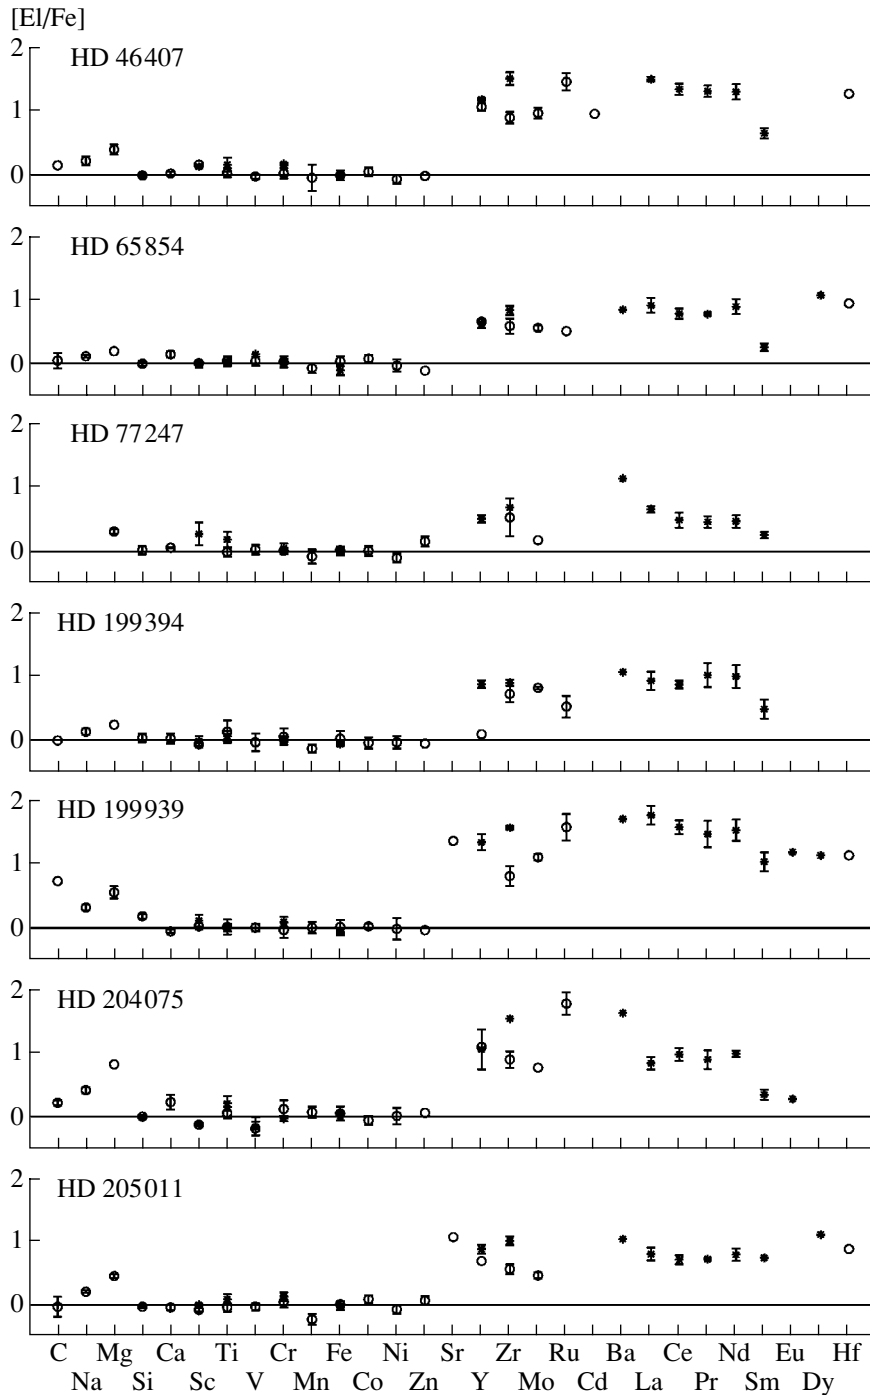 [El/Fe]
2
HD 46407
1
0
2
HD 65854
1
0
2
HD 77247
1
0
2
HD 199394
1
0
2
HD 199939
1
0
2
HD 204075
1
0
2
HD 205011
1
0
C Mg Ca Ti Cr Fe Ni Sr Zr Ru Ba Ce Nd Eu Hf
Na Si Sc V Mn Co Zn Y Mo Cd La Pr Sm Dy